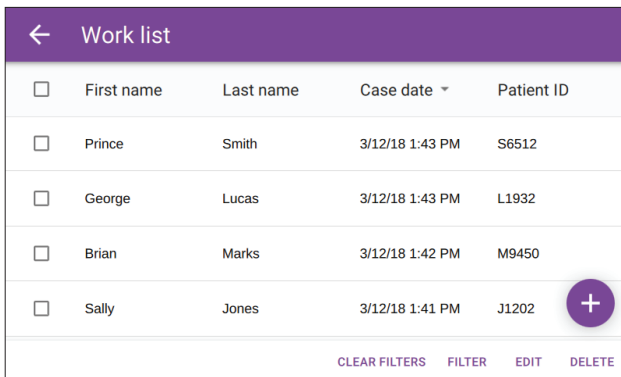 Work list
First name Last name Case date Patient ID
Prince Smith 3/12/18 1:43 PM S6512
George Lucas 3/12/18 1:43 PM L1932
Brian Marks 3/12/18 1:42 PM M9450
Sally Jones 3/12/18 1:41 PM J1202
CLEAR FILTERS FILTER EDIT DELETE